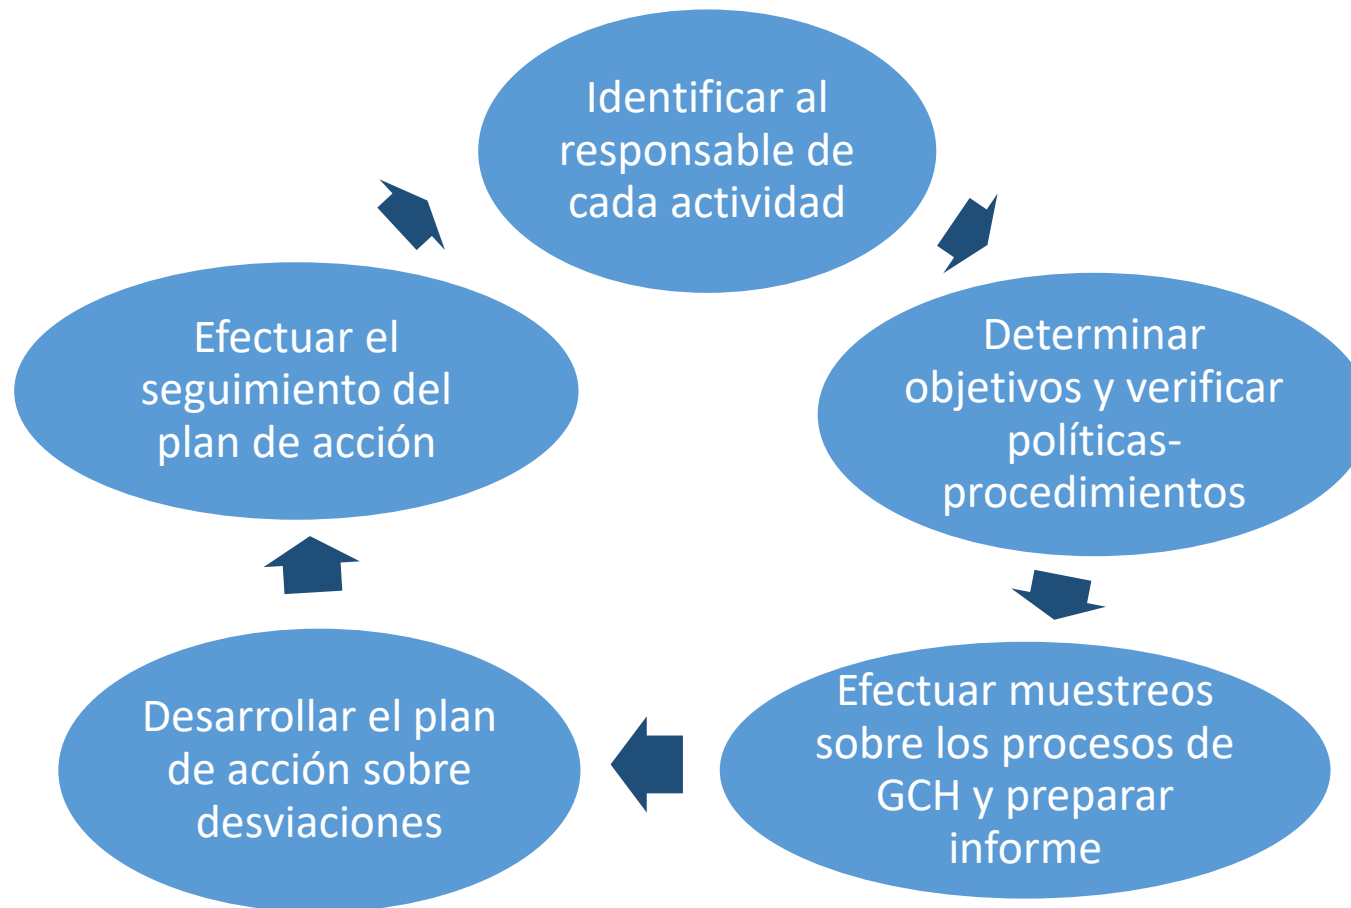 Identificar al
responsable de
cada actividad
Determinar
objetivos y verificar
políticas-
procedimientos
Efectuar muestreos
sobre los procesos de
GCH y preparar
informe
Desarrollar el plan
de acción sobre
desviaciones
Efectuar el
seguimiento del
plan de acción